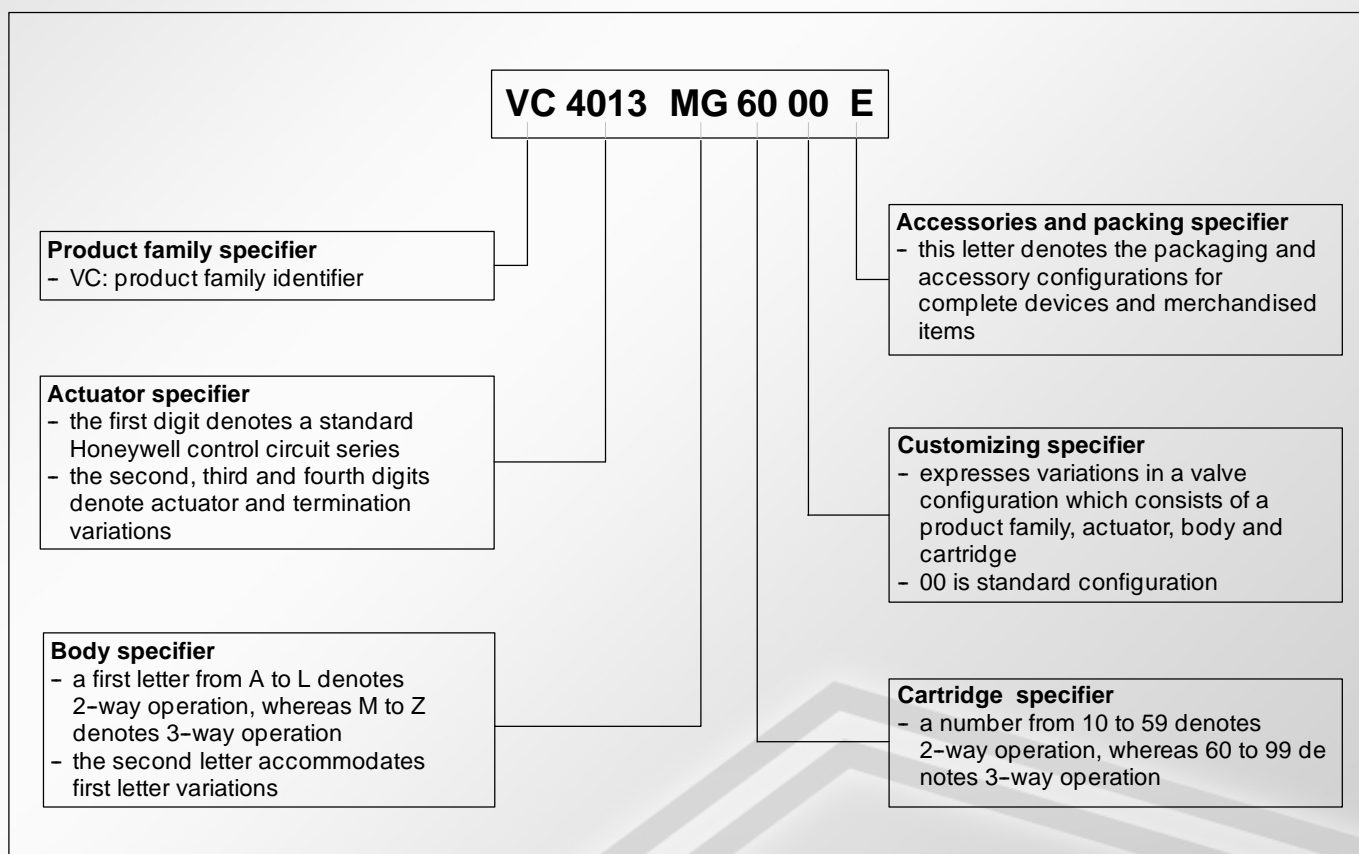 VC 4013 MG 60 00 E
Product family specifier
- VC: product family identifier
Actuator specifier
- the first digit denotes a standard
Honeywell control circuit series
- the second, third and fourth digits
denote actuator and termination
variations
Body specifier
- a first letter from A to L denotes
2-way operation, whereas M to Z
denotes 3-way operation
- the second letter accommodates
first letter variations
Accessories and packing specifier
- this letter denotes the packaging and
accessory configurations for
complete devices and merchandised
items
Customizing specifier
- expresses variations in a valve
configuration which consists of a
product family, actuator, body and
cartridge
- 00 is standard configuration
Cartridge specifier
- a number from 10 to 59 denotes
2-way operation, whereas 60 to 99 de
notes 3-way operation